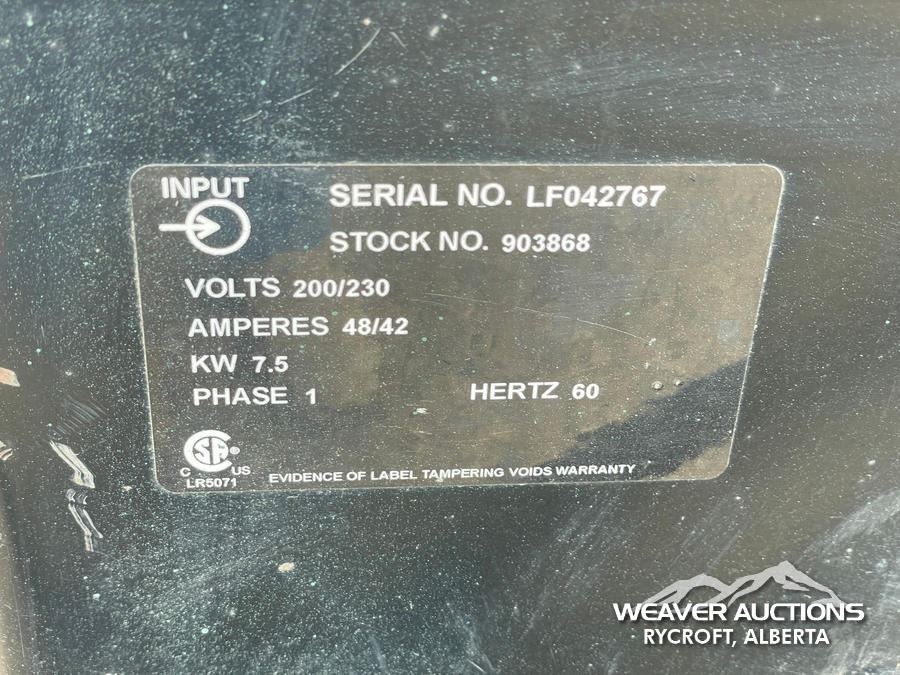 INPUT
SERIAL NO. LF042767
STOCK NO. 903868
VOLTS 200/230
AMPERES 48/42
KW 7.5
PHASE 1
HERTZ 60
SA®
C US
LR5071
EVIDENCE OF LABEL TAMPERING VOIDS WARRANTY
WEAVER AUCTIONS
RYCROFT, ALBERTA